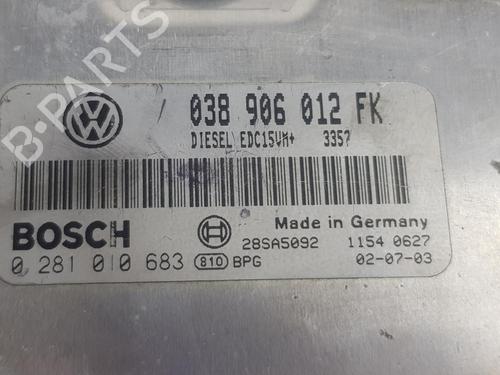 B-PARTS
038 906 012 FK
DIESEL EDC15VM+ 3357
BOSCH
Made in Germany
28SA5092 1154 0627
0 281 010 683 810 BPG 02-07-03